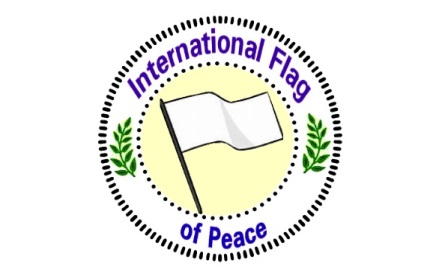 International Flag
of Peace